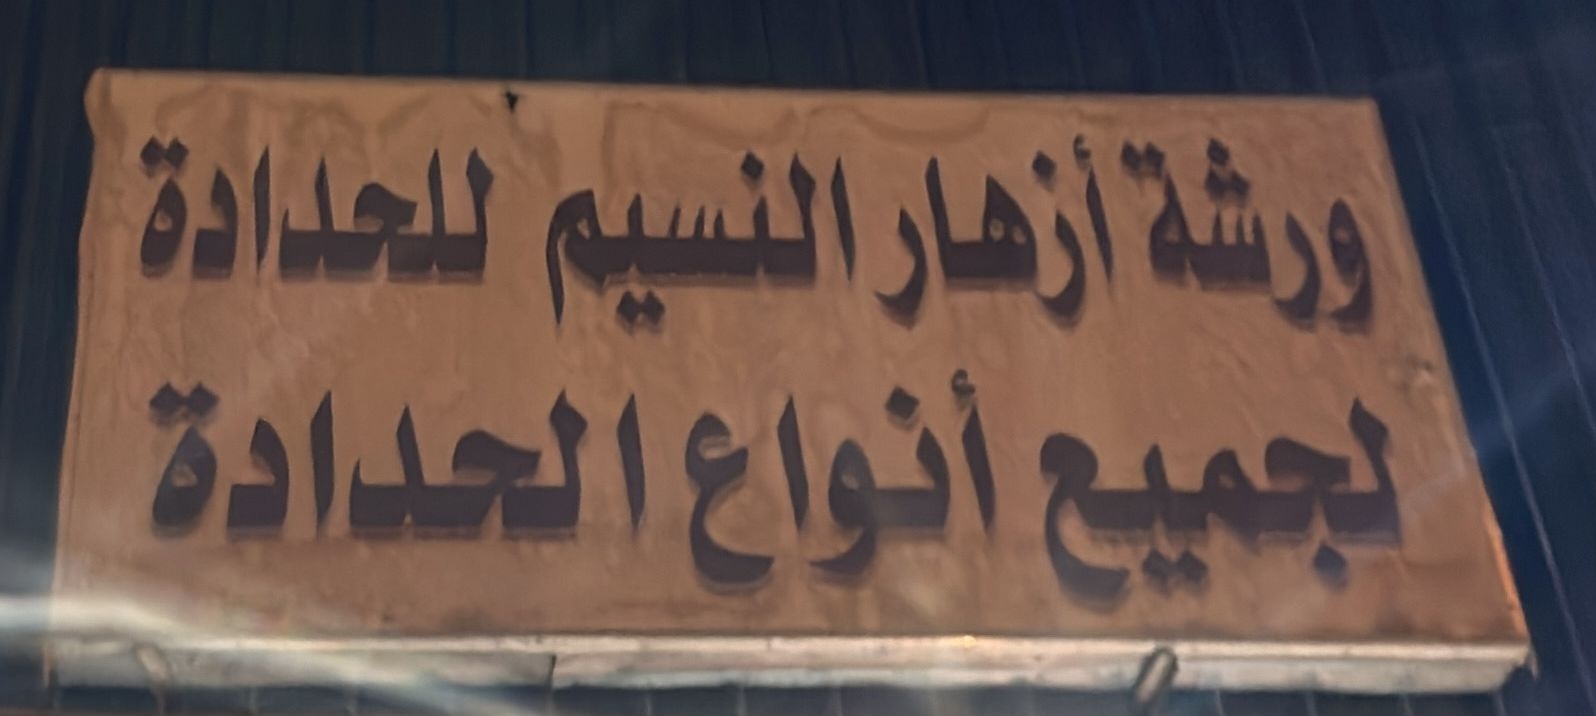 ورشة أزهار النسيم للحدادة
لجميع أنواع الحدادة